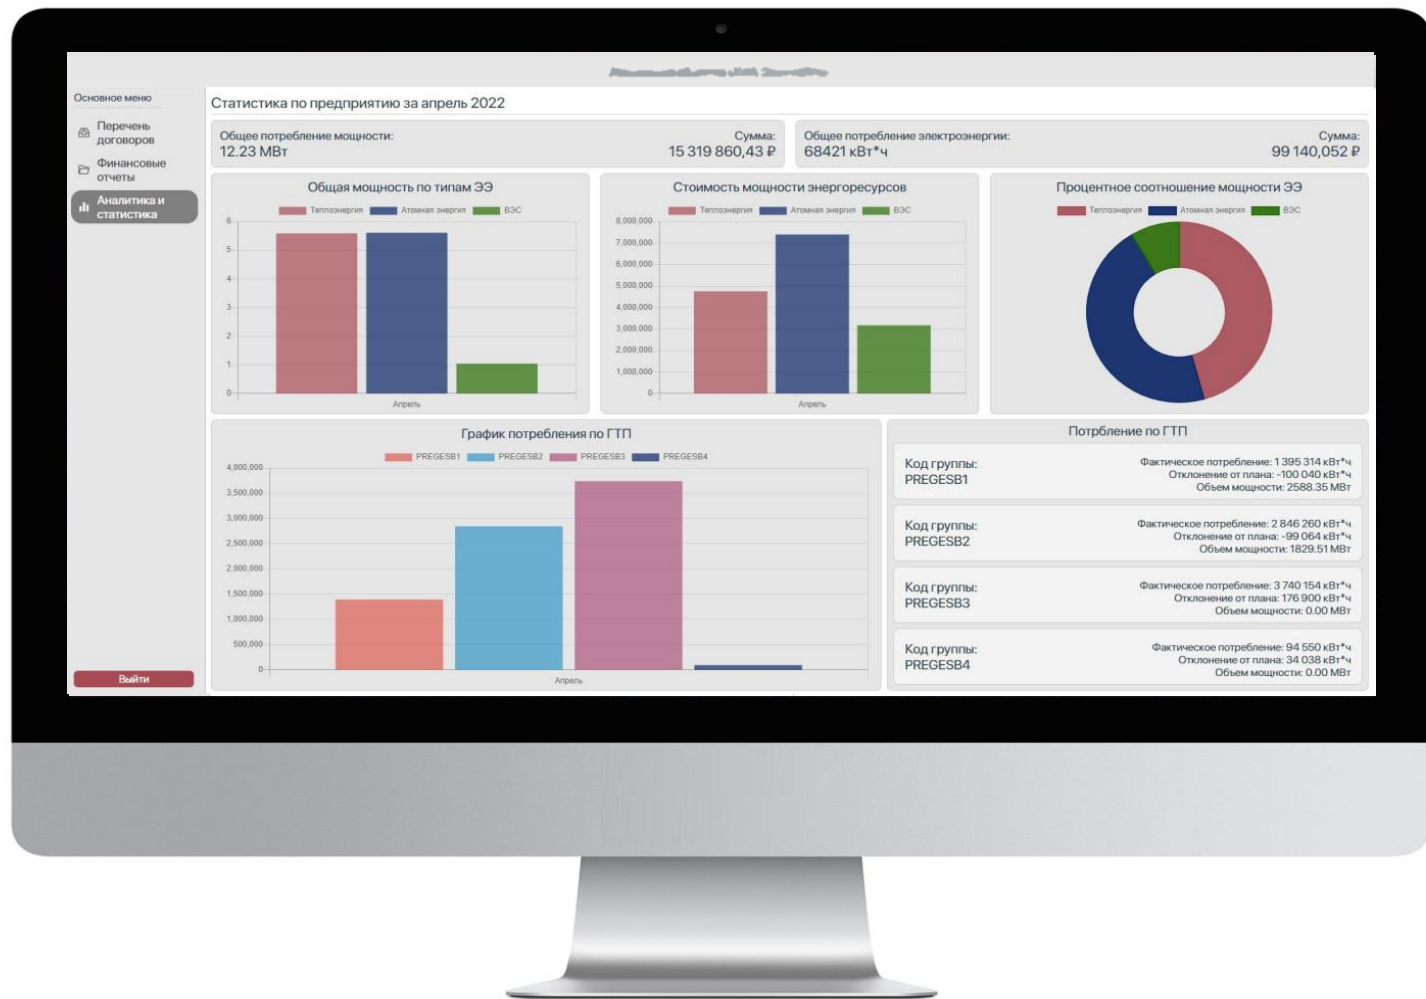 Основное меню
Перечень
договоров
Финансовые
отчеты
Аналитика и
статистика
Выйти
Статистика по предприятию за апрель 2022
Общее потребление мощности: Сумма:
12.23 МВт 15 319 860,43 ₽
Общее потребление электроэнергии: Сумма:
68421 кВт*ч 99 140,052 ₽
Общая мощность по типам ЭЭ
Теплоэнергия Атомная энергия ВЭС
6
5
4
3
2
1
0
Апрель
Стоимость мощности энергоресурсов
Теплоэнергия Атомная энергия ВЭС
8,000,000
7,000,000
6,000,000
5,000,000
4,000,000
3,000,000
2,000,000
1,000,000
0
Апрель
Процентное соотношение мощности ЭЭ
Теплоэнергия Атомная энергия ВЭС
График потребления по ГТП
PREGESB1 PREGESB2 PREGESB3 PREGESB4
4,000,000
3,500,000
3,000,000
2,500,000
2,000,000
1,500,000
1,000,000
500,000
0
Апрель
Потрбление по ГТП
Код группы:
PREGESB1
Фактическое потребление: 1 395 314 кВт*ч
Отклонение от плана: -100 040 кВт*ч
Объем мощности: 2588.35 МВт
Код группы:
PREGESB2
Фактическое потребление: 2 846 260 кВт*ч
Отклонение от плана: -99 064 кВт*ч
Объем мощности: 1829.51 МВт
Код группы:
PREGESB3
Фактическое потребление: 3 740 154 кВт*ч
Отклонение от плана: 176 900 кВт*ч
Объем мощности: 0.00 МВт
Код группы:
PREGESB4
Фактическое потребление: 94 550 кВт*ч
Отклонение от плана: 34 038 кВт*ч
Объем мощности: 0.00 МВт